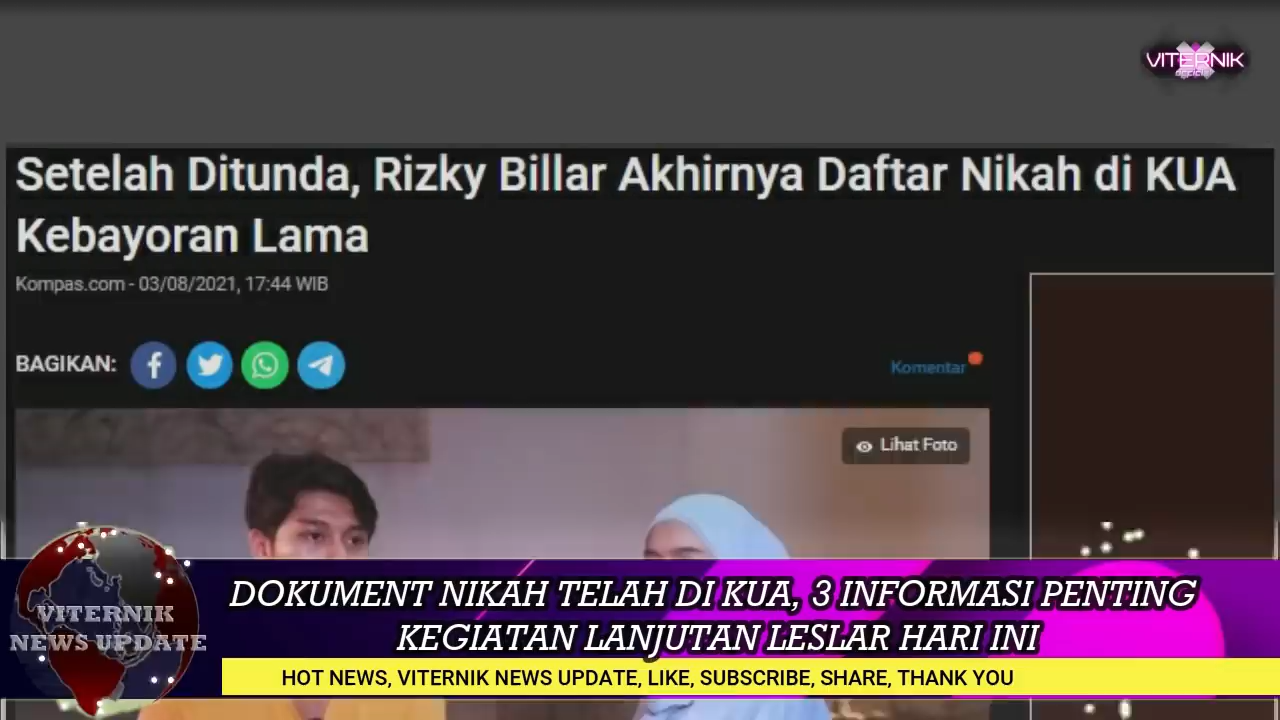 VITERNIK
OFFICIAL
Setelah Ditunda, Rizky Billar Akhirnya Daftar Nikah di KUA
Kebayoran Lama
Kompas.com - 03/08/2021, 17:44 WIB
BAGIKAN:
Komentar
Lihat Foto
VITERNIK
NEWS UPDATE
DOKUMENT NIKAH TELAH DI KUA, 3 INFORMASI PENTING
KEGIATAN LANJUTAN LESLAR HARI INI
HOT NEWS, VITERNIK NEWS UPDATE, LIKE, SUBSCRIBE, SHARE, THANK YOU